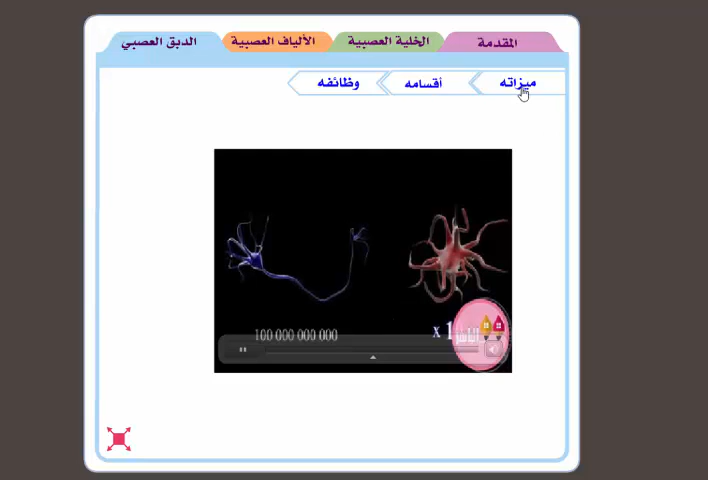 المقدمة الخلية العصبية الألياف العصبية الدبق العصبي
ميزاته أقسامه وظائفه
100 000 000 000 x 1